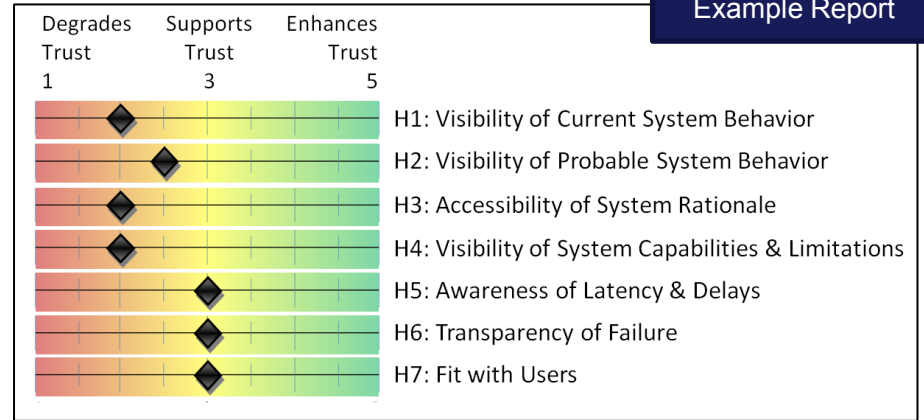 Example Report
Degrades Supports Enhances
Trust Trust Trust
1 3 5
H1: Visibility of Current System Behavior
H2: Visibility of Probable System Behavior
H3: Accessibility of System Rationale
H4: Visibility of System Capabilities & Limitations
H5: Awareness of Latency & Delays
H6: Transparency of Failure
H7: Fit with Users